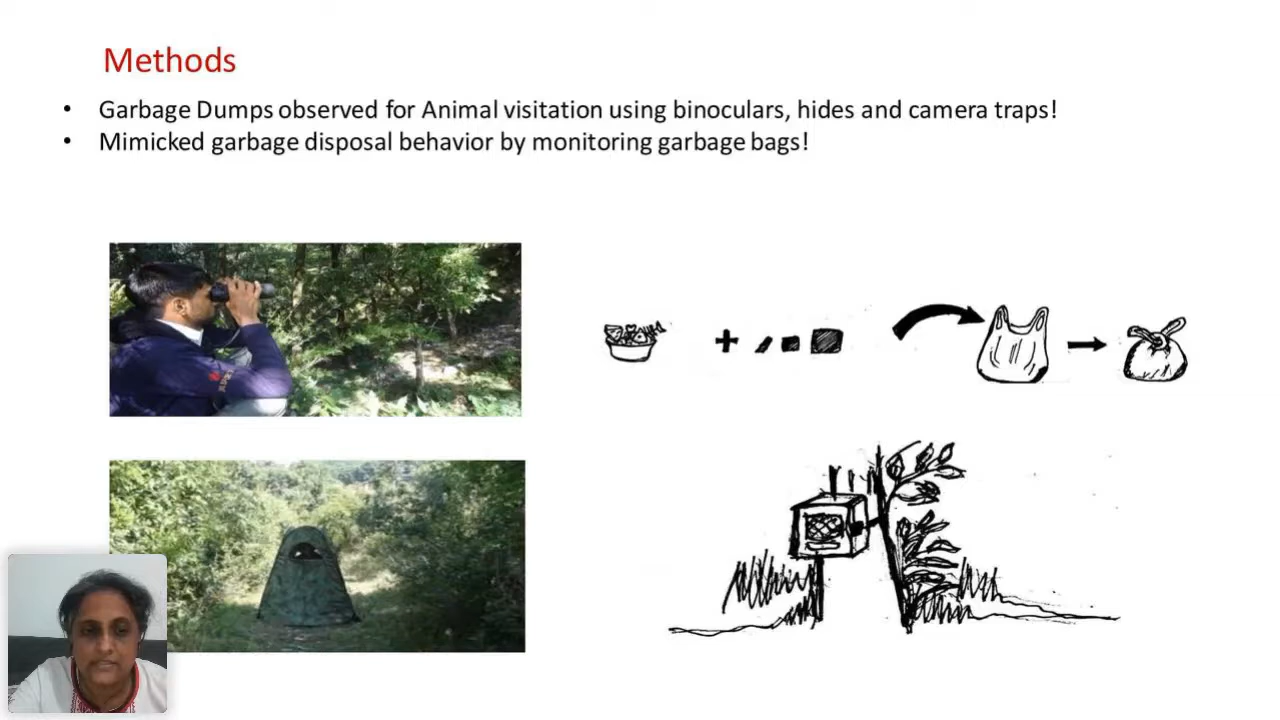 Methods
• Garbage Dumps observed for Animal visitation using binoculars, hides and camera traps!
• Mimicked garbage disposal behavior by monitoring garbage bags!